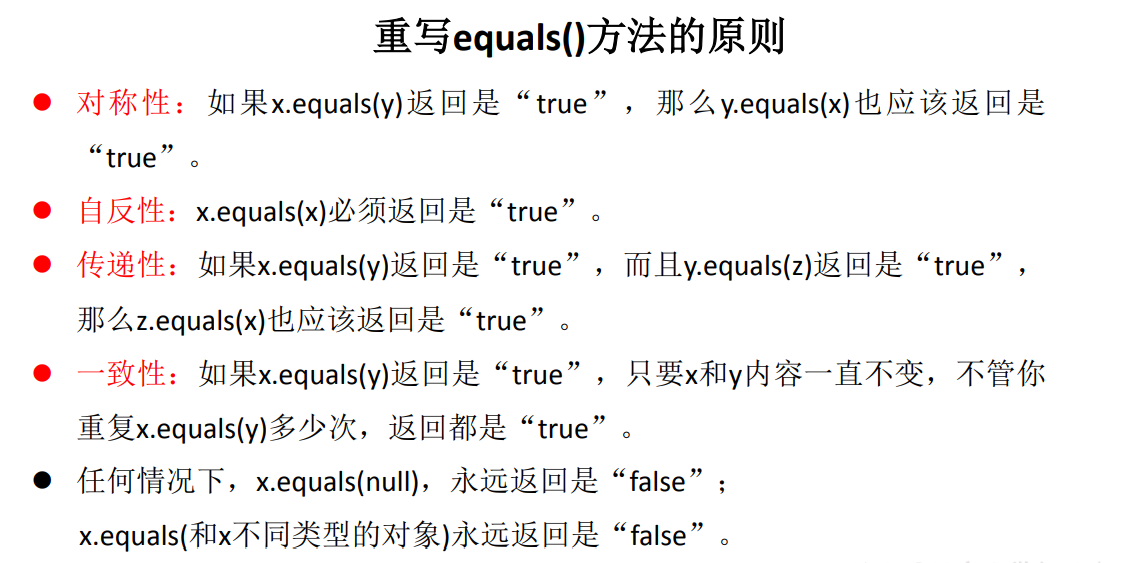 重写equals()方法的原则
对称性：如果x.equals(y)返回是“true”，那么y.equals(x)也应该返回是
“true”。
自反性：x.equals(x)必须返回是“true”。
传递性：如果x.equals(y)返回是“true”，而且y.equals(z)返回是“true”，
那么z.equals(x)也应该返回是“true”。
一致性：如果x.equals(y)返回是“true”，只要x和y内容一直不变，不管你
重复x.equals(y)多少次，返回都是“true”。
任何情况下，x.equals(null)，永远返回是“false”；
x.equals(和x不同类型的对象)永远返回是“false”。